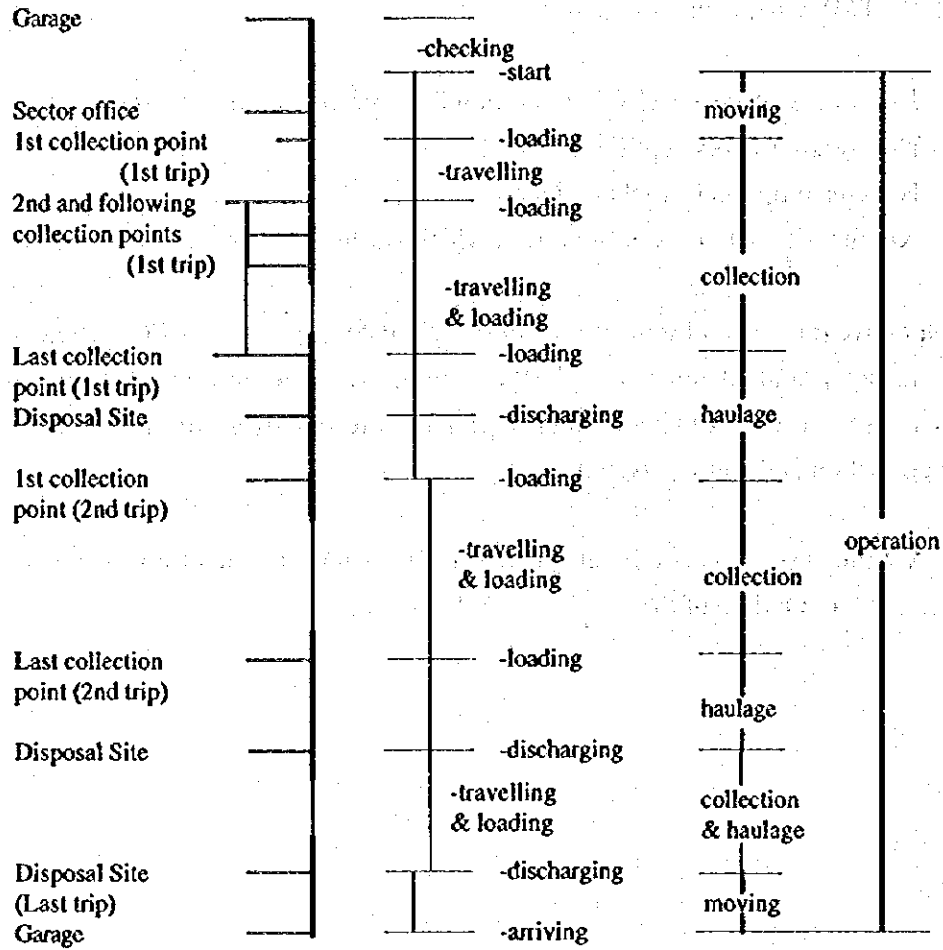 Garage
-checking
-start
Sector office
moving
1st collection point
(1st trip)
-loading
-travelling
2nd and following
collection points
(1st trip)
-loading
collection
-travelling
& loading
Last collection
point (1st trip)
-loading
Disposal Site
-discharging
haulage
1st collection
point (2nd trip)
-loading
operation
-travelling
& loading
collection
Last collection
point (2nd trip)
-loading
haulage
Disposal Site
-discharging
-travelling
& loading
collection
& haulage
Disposal Site
(Last trip)
-discharging
moving
Garage
-arriving